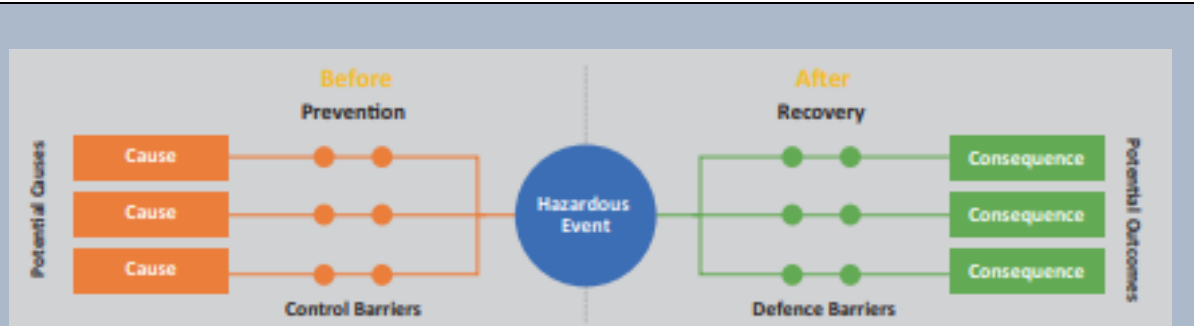 Before
After
Prevention
Recovery
Potential Causes
Cause
Cause
Cause
Hazardous
Event
Consequence
Consequence
Consequence
Potential Outcomes
Control Barriers
Defence Barriers